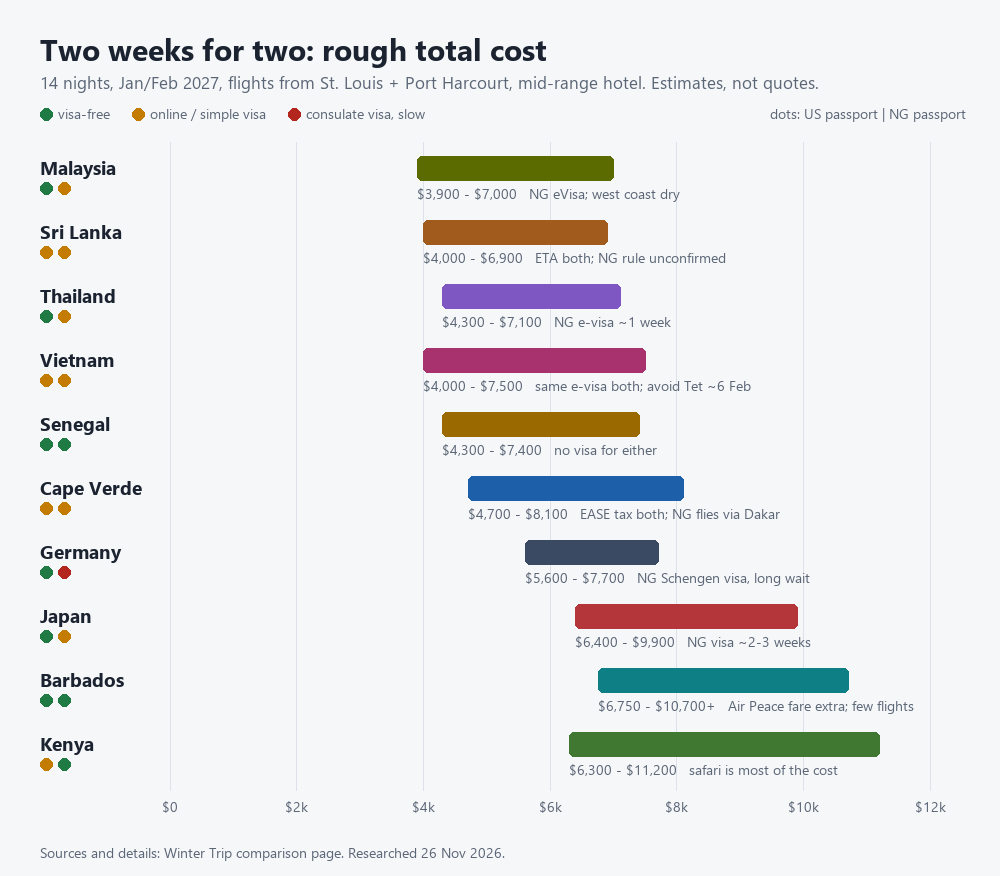 Two weeks for two: rough total cost
14 nights, Jan/Feb 2027, flights from St. Louis + Port Harcourt, mid-range hotel. Estimates, not quotes.
visa-free online / simple visa consulate visa, slow dots: US passport | NG passport
Malaysia
$3,900 - $7,000 NG eVisa; west coast dry
Sri Lanka
$4,000 - $6,900 ETA both; NG rule unconfirmed
Thailand
$4,300 - $7,100 NG e-visa ~1 week
Vietnam
$4,000 - $7,500 same e-visa both; avoid Tet ~6 Feb
Senegal
$4,300 - $7,400 no visa for either
Cape Verde
$4,700 - $8,100 EASE tax both; NG flies via Dakar
Germany
$5,600 - $7,700 NG Schengen visa, long wait
Japan
$6,400 - $9,900 NG visa ~2-3 weeks
Barbados
$6,750 - $10,700+ Air Peace fare extra; few flights
Kenya
$6,300 - $11,200 safari is most of the cost
$0 $2k $4k $6k $8k $10k $12k
Sources and details: Winter Trip comparison page. Researched 26 Nov 2026.